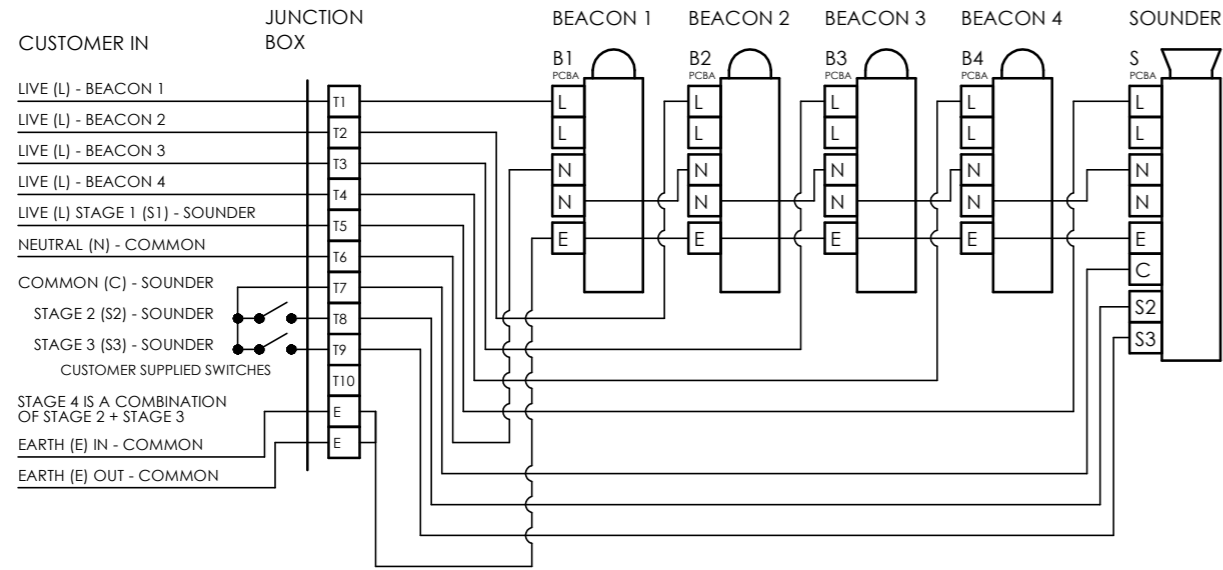 CUSTOMER IN
JUNCTION
BOX
BEACON 1
BEACON 2
BEACON 3
BEACON 4
SOUNDER
LIVE (L) - BEACON 1
LIVE (L) - BEACON 2
LIVE (L) - BEACON 3
LIVE (L) - BEACON 4
LIVE (L) STAGE 1 (S1) - SOUNDER
NEUTRAL (N) - COMMON
COMMON (C) - SOUNDER
STAGE 2 (S2) - SOUNDER
STAGE 3 (S3) - SOUNDER
CUSTOMER SUPPLIED SWITCHES
STAGE 4 IS A COMBINATION
OF STAGE 2 + STAGE 3
EARTH (E) IN - COMMON
EARTH (E) OUT - COMMON
T1
T2
T3
T4
T5
T6
T7
T8
T9
T10
E
E
B1
PCBA
L
L
N
N
E
B2
PCBA
L
L
N
N
E
B3
PCBA
L
L
N
N
E
B4
PCBA
L
L
N
N
E
S
PCBA
L
L
N
N
E
C
S2
S3